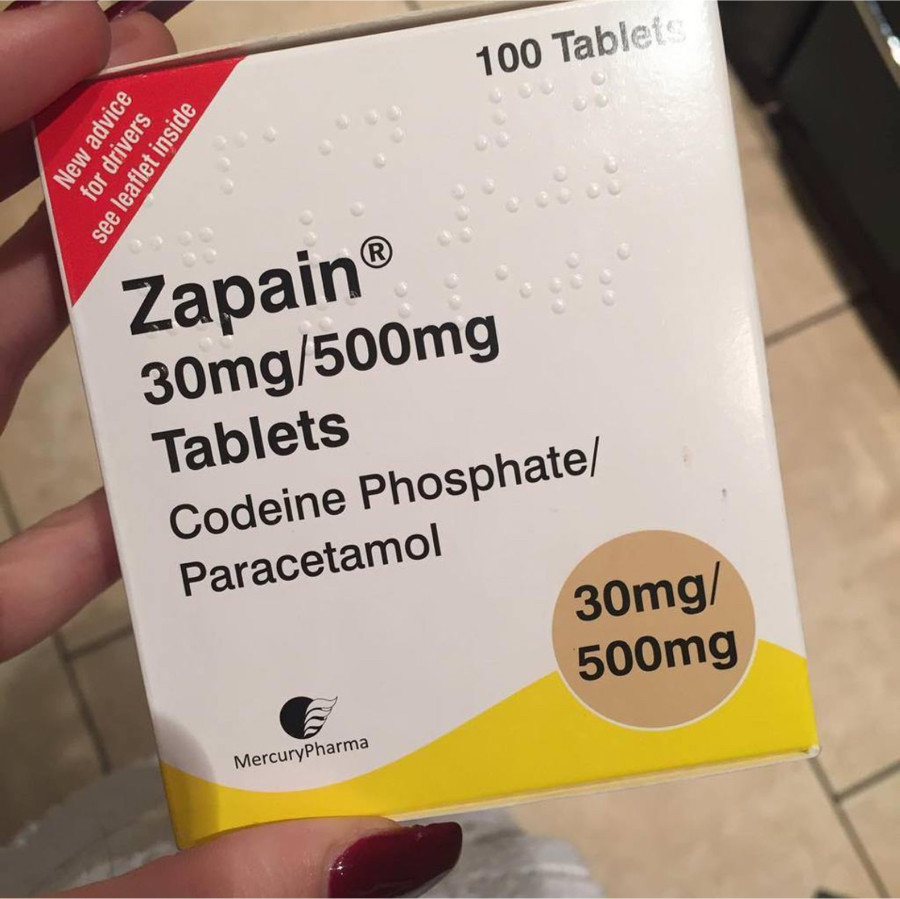 100 Tablets
New advice
for drivers
see leaflet inside
Zapain®
30mg/500mg
Tablets
Codeine Phosphate/
Paracetamol
30mg/
500mg
MercuryPharma